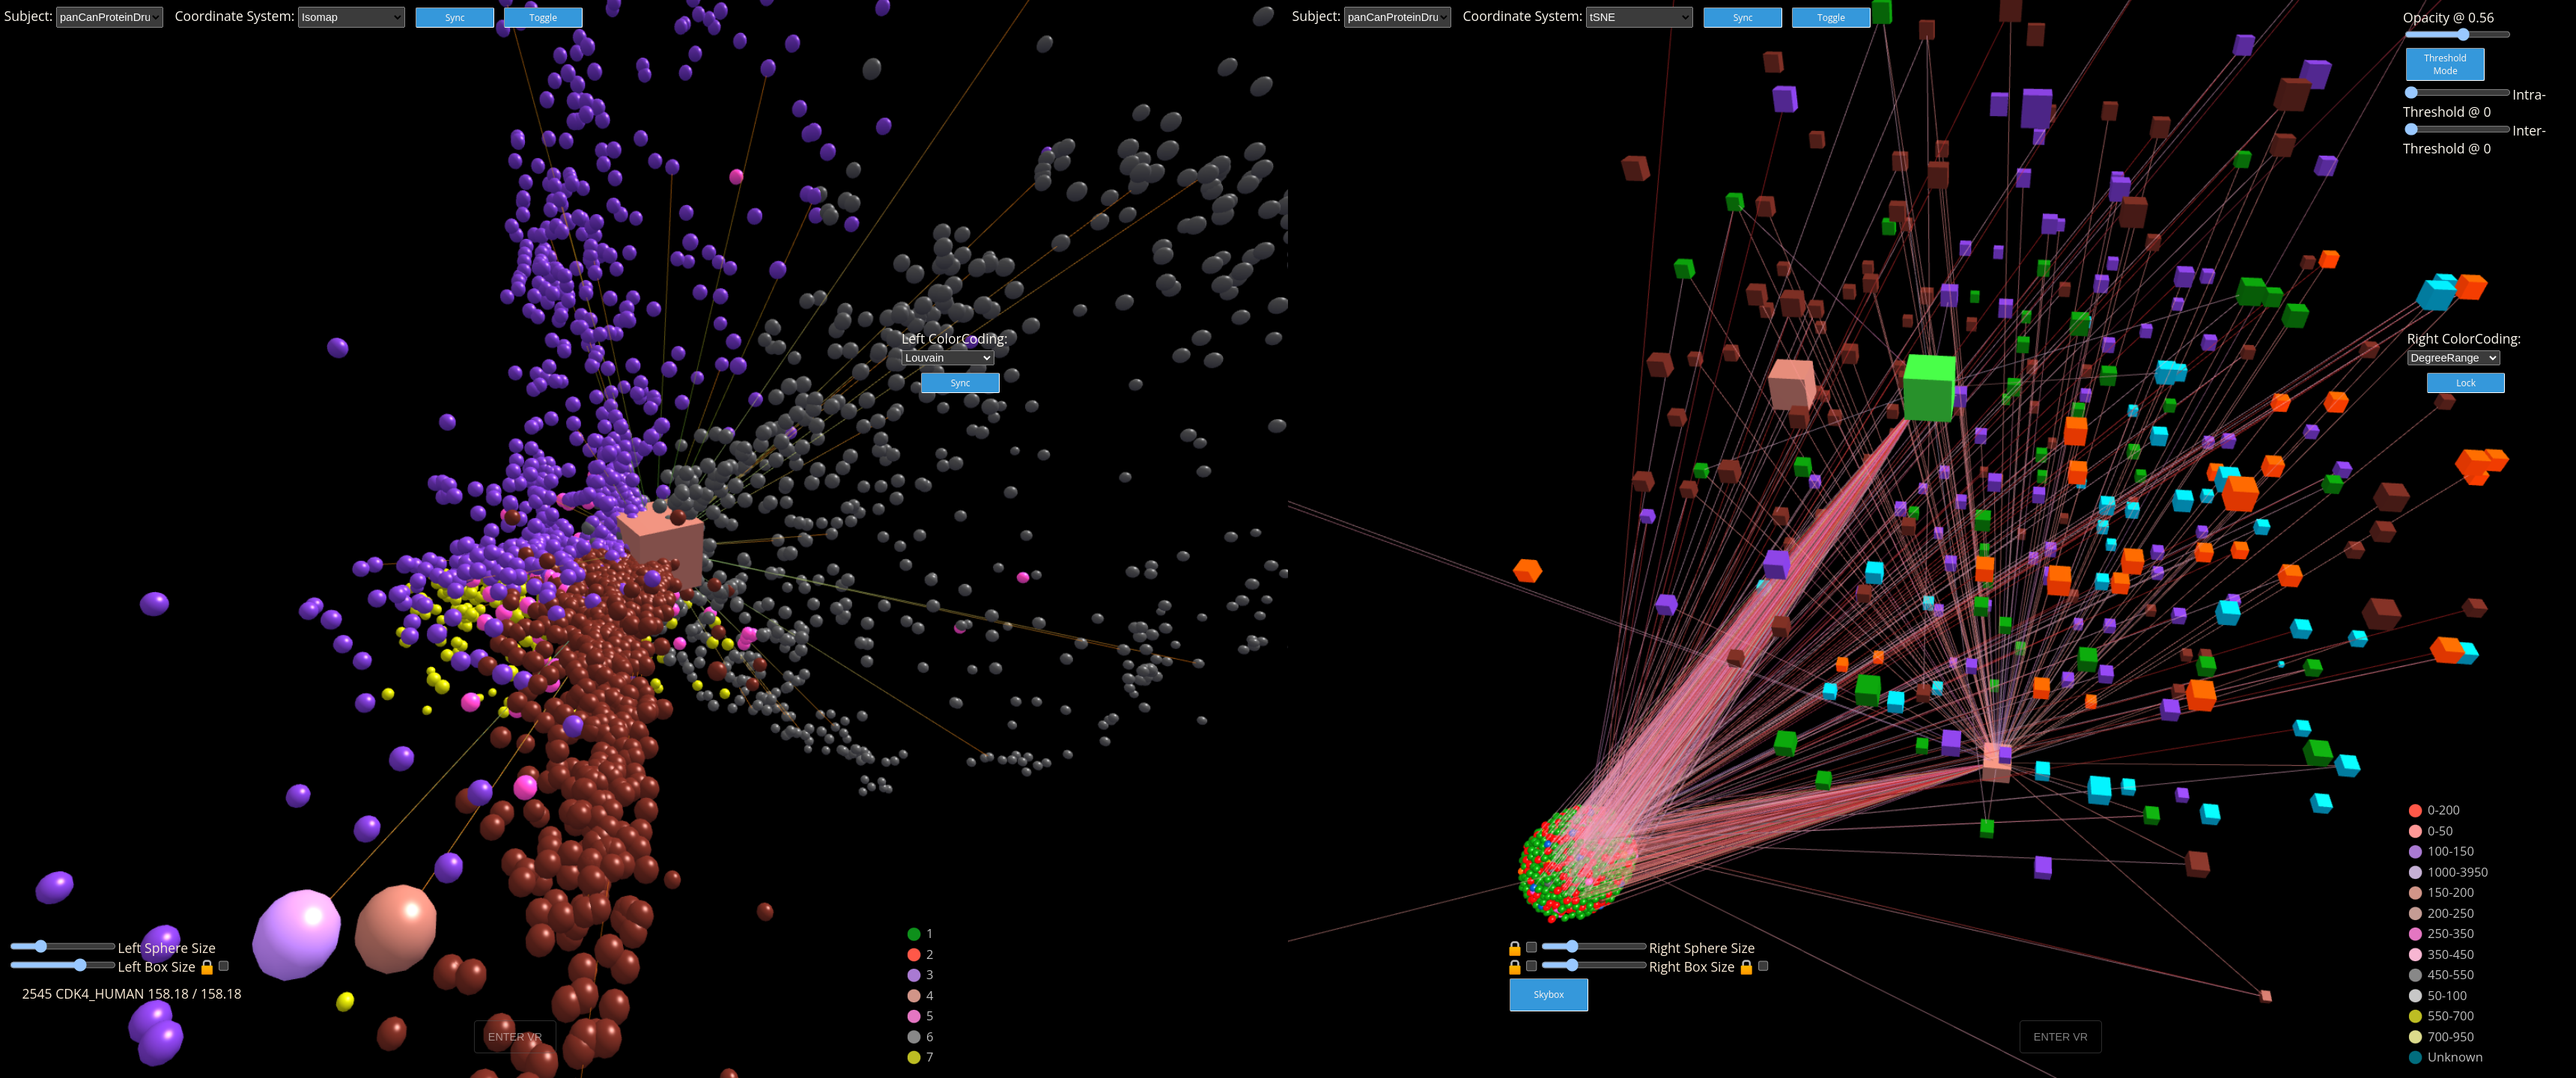 Subject: panCanProteinDru Coordinate System: Isomap Sync Toggle
Subject: panCanProteinDru Coordinate System: tSNE Sync Toggle
Opacity @ 0.56
Threshold
Mode
Intra-
Threshold @ 0
Inter-
Threshold @ 0
Left ColorCoding:
Louvain
Sync
Right ColorCoding:
DegreeRange
Lock
Left Sphere Size
Left Box Size
2545 CDK4_HUMAN 158.18 / 158.18
ENTER VR
1
2
3
4
5
6
7
Right Sphere Size
Right Box Size
Skybox
ENTER VR
0-200
0-50
100-150
1000-3950
150-200
200-250
250-350
350-450
450-550
50-100
550-700
700-950
Unknown